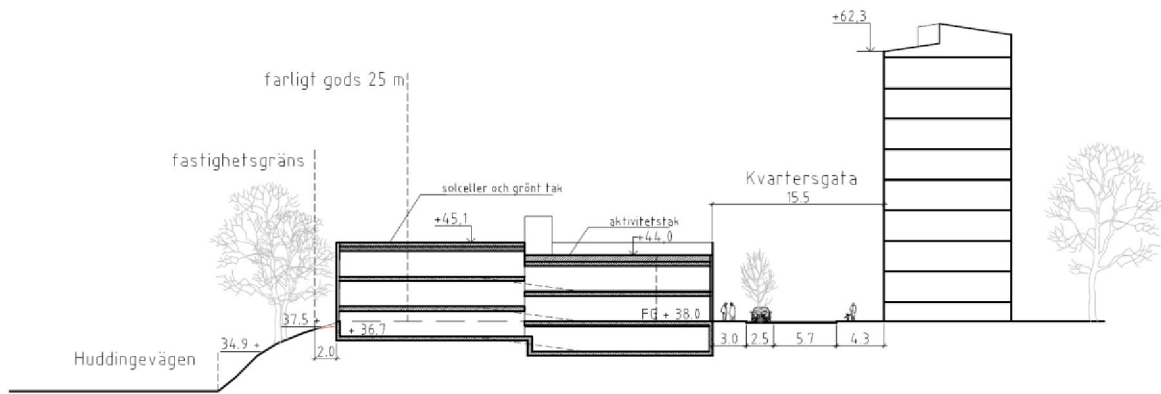 +62,3
farligt gods 25 m
fastighetsgräns
Kvartersgata
15.5
solceller och grönt tak
+45,1
aktivitetstak
+44,0
37.5 +
+ 36.7
FG + 38.0
34.9 +
2.0
3.0 2.5 5.7 4.3
Huddingevägen